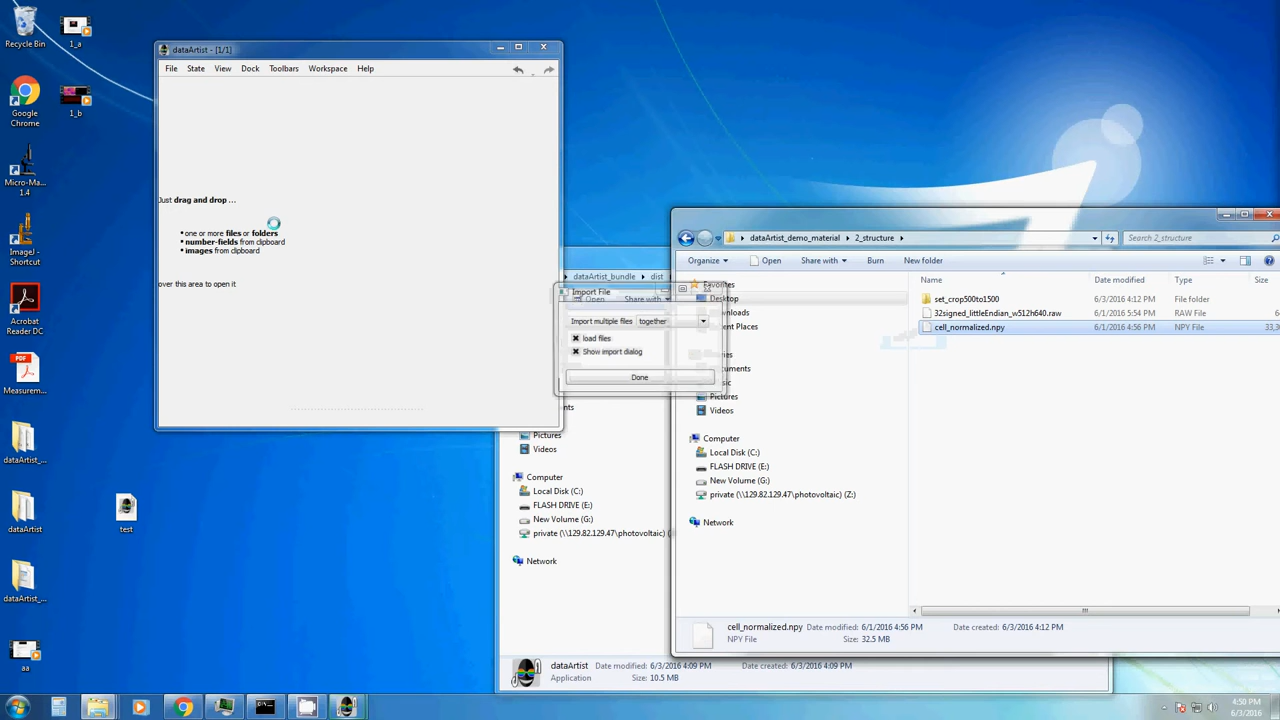 Recycle Bin
1_a
Google Chrome
1_b
Micro-Ma...
1.4
ImageJ -
Shortcut
Acrobat
Reader DC
Measurem...
dataArtist_...
dataArtist
dataArtist_...
aa
test
dataArtist - [1/1]
File State View Dock Toolbars Workspace Help
Just drag and drop ...
• one or more files or folders
• number-fields from clipboard
• images from clipboard
over this area to open it
dataArtist_bundle ▸ dist
Open Share with
Import File
Import multiple files together
load files
Show import dialog
Done
Pictures
Videos
Computer
Local Disk (C:)
FLASH DRIVE (E:)
New Volume (G:)
private (\\129.82.129.47\photovoltaic) (
Network
dataArtist Date modified: 6/3/2016 4:09 PM Date created: 6/3/2016 4:09 PM
Application Size: 10.5 MB
dataArtist_demo_material ▸ 2_structure ▸
Search 2_structure
Organize Open Share with Burn New folder
Favorites
Desktop
Pictures
Videos
Computer
Local Disk (C:)
FLASH DRIVE (E:)
New Volume (G:)
private (\\129.82.129.47\photovoltaic) (Z:)
Network
Name Date modified Type
set_crop500to1500 6/3/2016 4:12 PM File folder
32signed_littleEndian_w512h640.raw 6/1/2016 5:54 PM RAW File
cell_normalized.npy 6/1/2016 4:56 PM NPY File 33,3
cell_normalized.npy Date modified: 6/1/2016 4:56 PM Date created: 6/3/2016 4:12 PM
NPY File Size: 32.5 MB
4:50 PM
6/3/2016